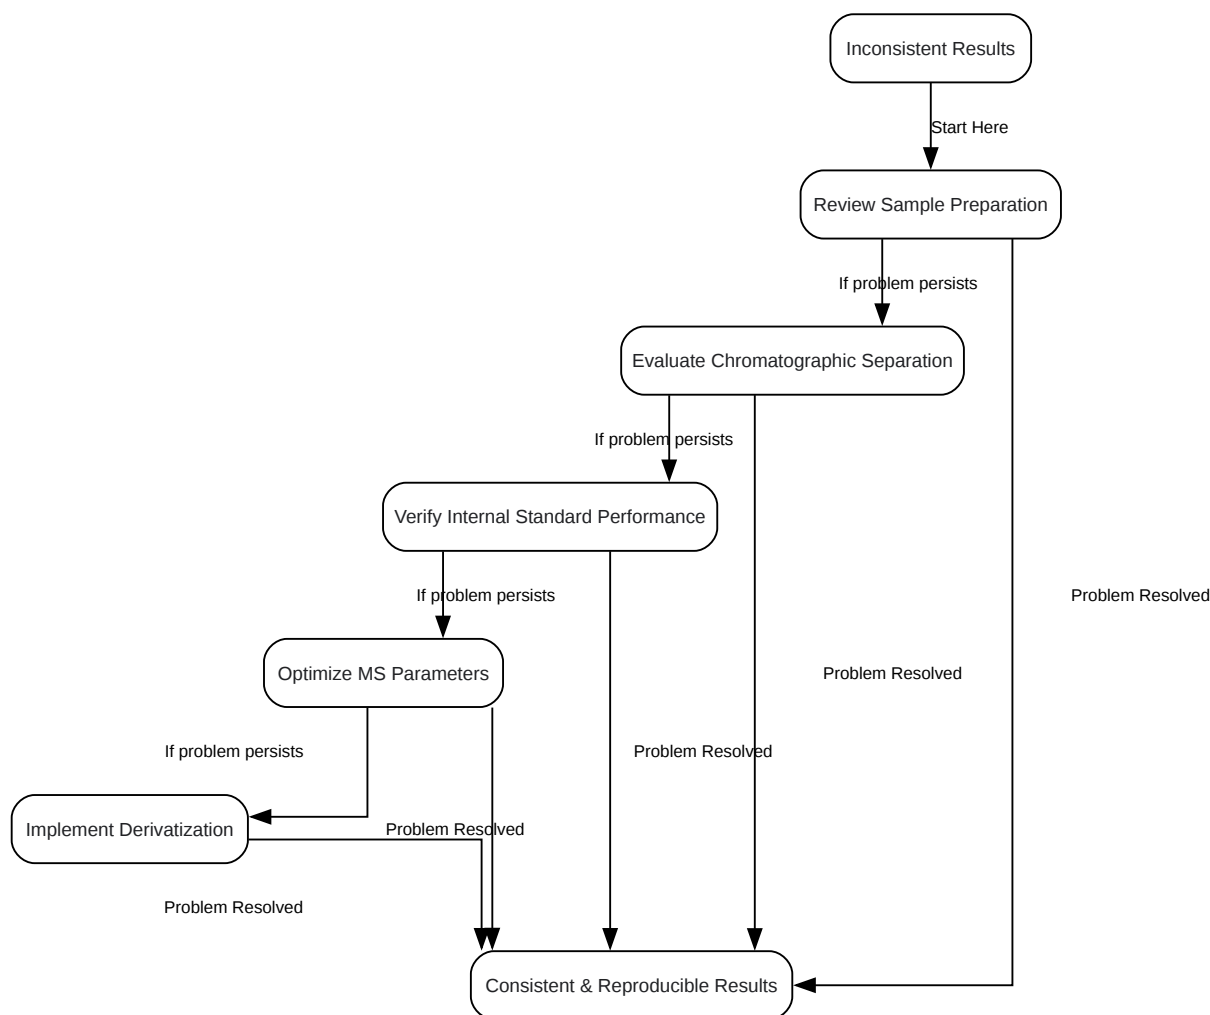 Inconsistent Results
Start Here
Review Sample Preparation
If problem persists
Evaluate Chromatographic Separation
If problem persists
Verify Internal Standard Performance
If problem persists
Problem Resolved
Optimize MS Parameters
Problem Resolved
If problem persists
Problem Resolved
Implement Derivatization
Problem Resolved
Problem Resolved
Consistent & Reproducible Results